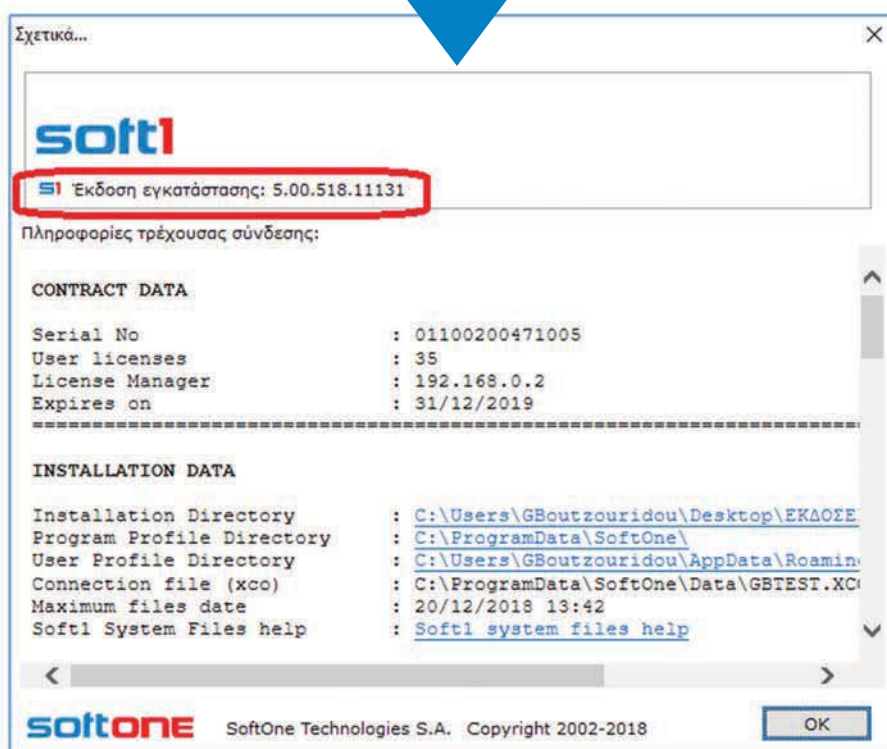 Σχετικά...
soft1
S1 Έκδοση εγκατάστασης: 5.00.518.11131
Πληροφορίες τρέχουσας σύνδεσης:
CONTRACT DATA
Serial No : 01100200471005
User licenses : 35
License Manager : 192.168.0.2
Expires on : 31/12/2019
=====================================================================
INSTALLATION DATA
Installation Directory : C:\Users\GBoutzouridou\Desktop\ΕΚΔΟΣΕ
Program Profile Directory : C:\ProgramData\SoftOne\
User Profile Directory : C:\Users\GBoutzouridou\AppData\Roamin
Connection file (xco) : C:\ProgramData\SoftOne\Data\GBTEST.XC
Maximum files date : 20/12/2018 13:42
Soft1 System Files help : Soft1 system files help
softone SoftOne Technologies S.A. Copyright 2002-2018 OK